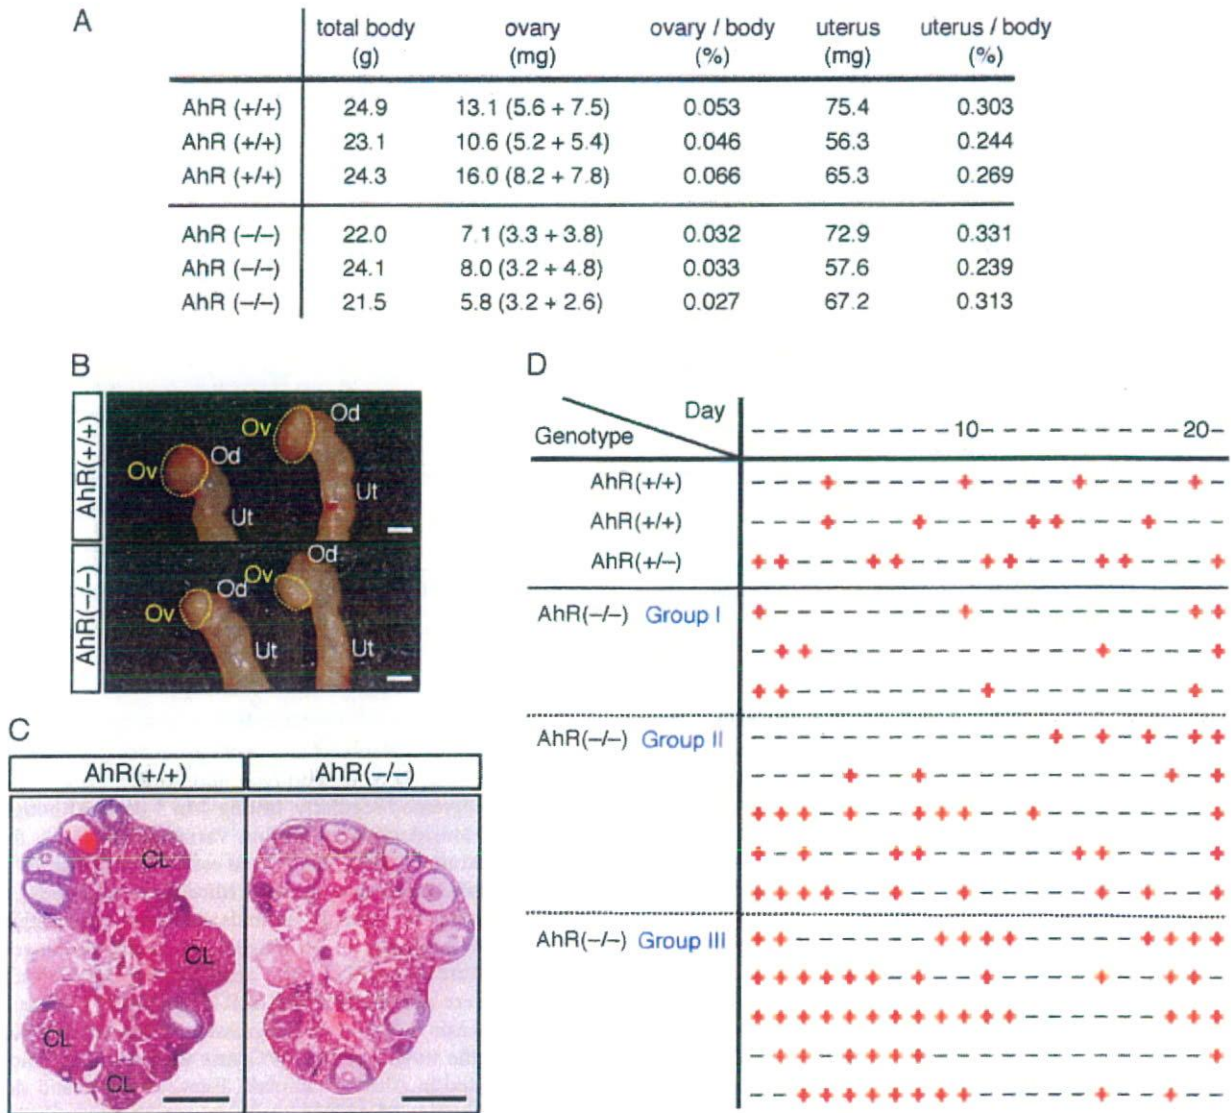 A
total body ovary ovary / body uterus uterus / body
(g) (mg) (%) (mg) (%)
AhR (+/+) 24.9 13.1 (5.6 + 7.5) 0.053 75.4 0.303
AhR (+/+) 23.1 10.6 (5.2 + 5.4) 0.046 56.3 0.244
AhR (+/+) 24.3 16.0 (8.2 + 7.8) 0.066 65.3 0.269
AhR (–/–) 22.0 7.1 (3.3 + 3.8) 0.032 72.9 0.331
AhR (–/–) 24.1 8.0 (3.2 + 4.8) 0.033 57.6 0.239
AhR (–/–) 21.5 5.8 (3.2 + 2.6) 0.027 67.2 0.313
B
AhR(+/+)
Ov Od Ut
Ov Od Ut
AhR(–/–)
Ov Od Ut
Ov Od
C
AhR(+/+) AhR(–/–)
CL
CL
CL
CL
D
Day
Genotype
- - - - - - - - - 10 - - - - - - - - - 20 -
AhR(+/+) - - - + - - - - - + - - - - + - - - - + -
AhR(+/+) - - - + - - - + - - - - + + - - - + - - -
AhR(+/–) + + - - - + + - - - + + - - - + + - - - +
AhR(–/–) Group I + - - - - - - - - + - - - - - - - - - + +
- + + - - - - - - - - - - - - + - - - - +
+ + - - - - - - - - + - - - - - - - - + -
AhR(–/–) Group II - - - - - - - - - - - - - + - + - + - + +
- - - - + - - + - - - - - - - - - - + - +
+ + + - + - - + + + - - + - - - - - - - -
+ - + - - - + + - - - - - - + + - - - - +
+ + + + - + - + - + - - - - - + + - + - +
AhR(–/–) Group III + + - - - - - - + + + + - - - - - + + + +
+ + + + + + - + + - + - - - - + - - + + -
+ + + + + + + + + + + + - - - - - - + + +
- + + - + + + + - - - - - - - - - - - - +
- - + + + + + + + + - - - - - + - - + - -